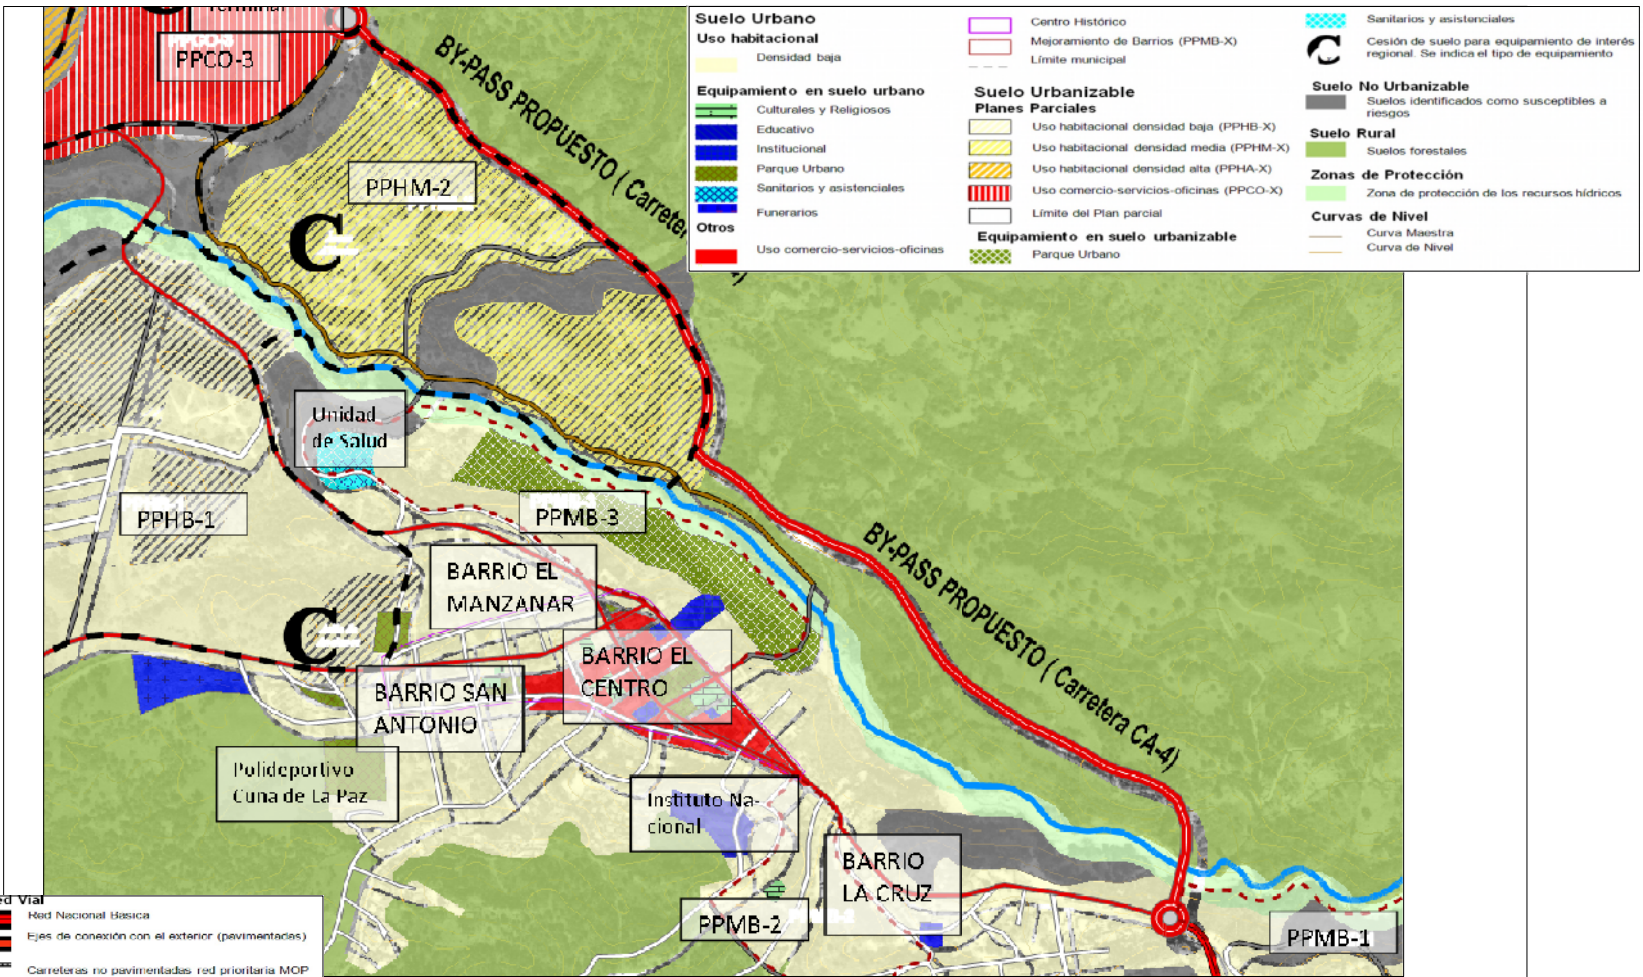 Terminal
PPCO-3
BY-PASS PROPUESTO ( Carretera
PPHM-2
C
Suelo Urbano
Uso habitacional
Densidad baja
Equipamiento en suelo urbano
Culturales y Religiosos
Educativo
Institucional
Parque Urbano
Sanitarios y asistenciales
Funerarios
Otros
Uso comercio-servicios-oficinas
Centro Histórico
Mejoramiento de Barrios (PPMB-X)
Límite municipal
Suelo Urbanizable
Planes Parciales
Uso habitacional densidad baja (PPHB-X)
Uso habitacional densidad media (PPHM-X)
Uso habitacional densidad alta (PPHA-X)
Uso comercio-servicios-oficinas (PPCO-X)
Límite del Plan parcial
Equipamiento en suelo urbanizable
Parque Urbano
Sanitarios y asistenciales
C
Cesión de suelo para equipamiento de interés
regional. Se indica el tipo de equipamiento
Suelo No Urbanizable
Suelos identificados como susceptibles a
riesgos
Suelo Rural
Suelos forestales
Zonas de Protección
Zona de protección de los recursos hídricos
Curvas de Nivel
Curva Maestra
Curva de Nivel
Unidad
de Salud
PPHB-1
PPMB-3
BY-PASS PROPUESTO ( Carretera CA-4)
BARRIO EL
MANZANAR
C
BARRIO EL
CENTRO
BARRIO SAN
ANTONIO
Polideportivo
Cuna de La Paz
Instituto Na-
cional
BARRIO
LA CRUZ
PPMB-2
PPMB-1
ed Vial
Red Nacional Basica
Ejes de conexión con el exterior (pavimentadas)
Carreteras no pavimentadas red prioritaria MOP